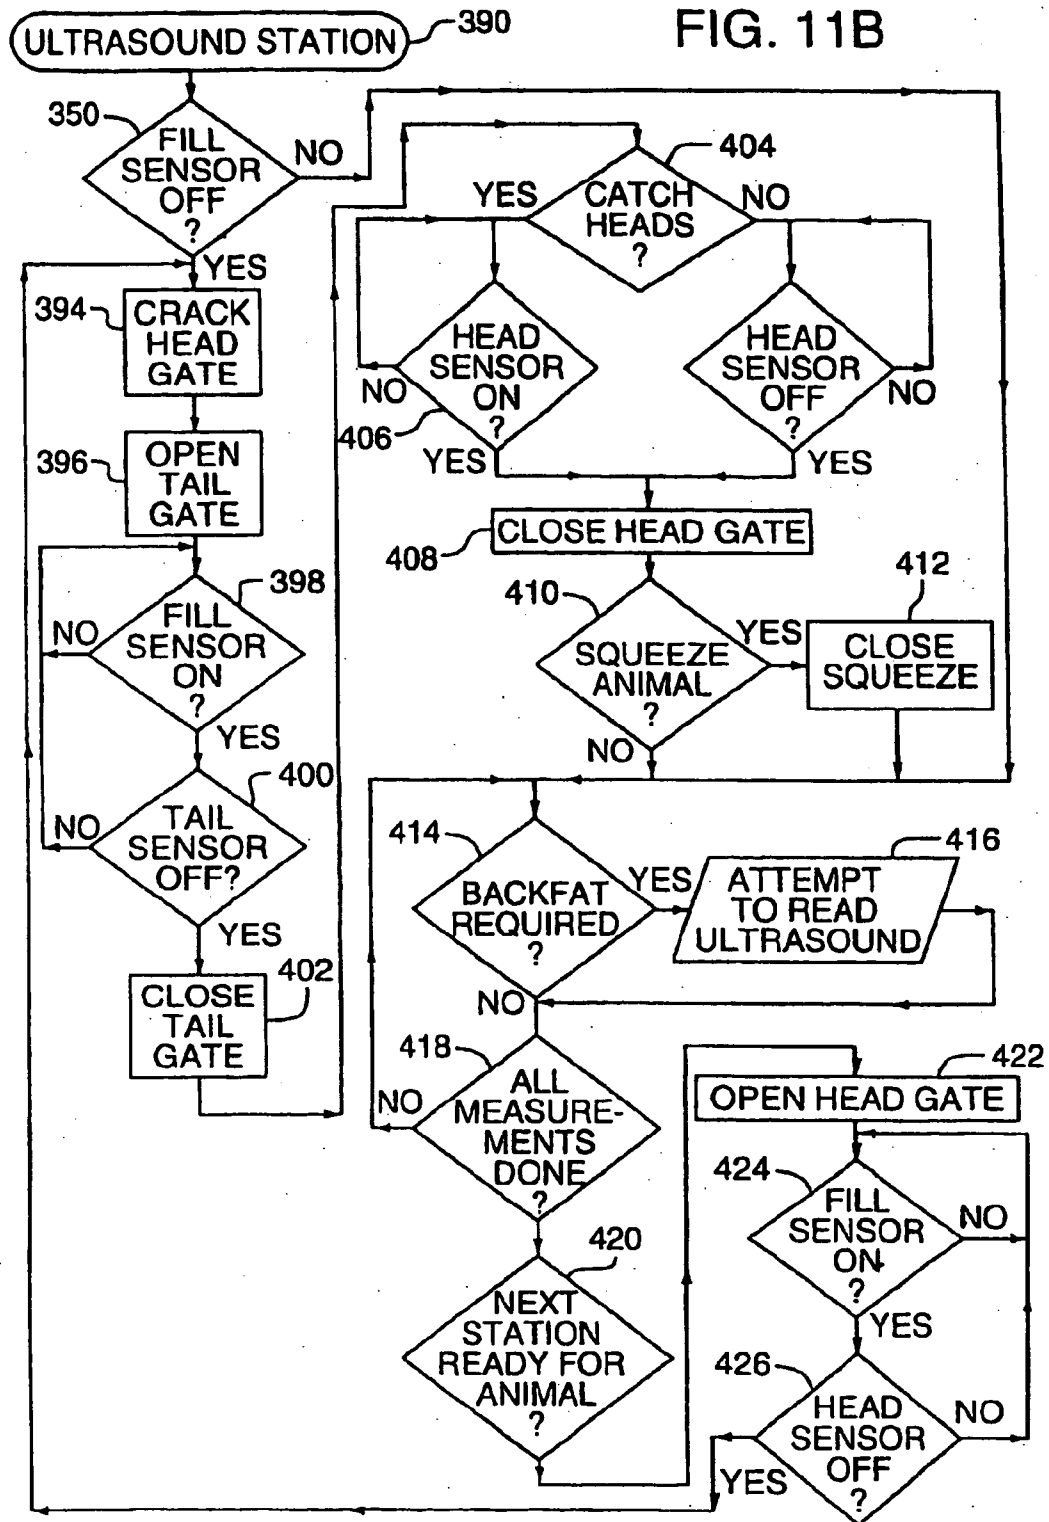 FIG. 11B
ULTRASOUND STATION
390
350
FILL
SENSOR
OFF
?
NO
YES
394
CRACK
HEAD
GATE
396
OPEN
TAIL
GATE
398
FILL
SENSOR
ON
?
NO
YES
400
TAIL
SENSOR
OFF?
NO
YES
402
CLOSE
TAIL
GATE
404
CATCH
HEADS
?
YES
NO
HEAD
SENSOR
ON
?
NO
406
YES
HEAD
SENSOR
OFF
?
NO
YES
408
CLOSE HEAD GATE
410
SQUEEZE
ANIMAL
?
YES
NO
412
CLOSE
SQUEEZE
414
BACKFAT
REQUIRED
?
YES
NO
416
ATTEMPT
TO READ
ULTRASOUND
418
ALL
MEASURE-
MENTS
DONE
?
NO
420
NEXT
STATION
READY FOR
ANIMAL
?
422
OPEN HEAD GATE
424
FILL
SENSOR
ON
?
NO
YES
426
HEAD
SENSOR
OFF
?
NO
YES